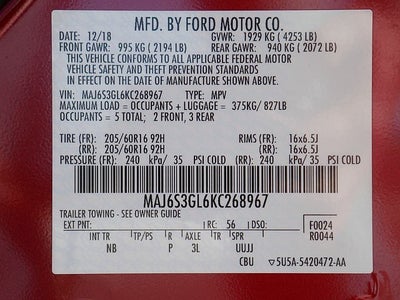 MFD. BY FORD MOTOR CO.
DATE: 12/18 GVWR: 1929 KG ( 4253 LB)
FRONT GAWR: 995 KG ( 2194 LB) REAR GAWR: 940 KG ( 2072 LB)
THIS VEHICLE CONFORMS TO ALL APPLICABLE FEDERAL MOTOR
VEHICLE SAFETY AND THEFT PREVENTION STANDARDS
IN EFFECT ON THE DATE OF MANUFACTURE SHOWN ABOVE.
VIN: MAJ6S3GL6KC268967 TYPE: MPV
MAXIMUM LOAD = OCCUPANTS + LUGGAGE = 375KG/ 827LB
OCCUPANTS = 5 TOTAL; 2 FRONT, 3 REAR
TIRE (FR): 205/60R16 92H RIMS (FR): 16x6.5J
(RR): 205/60R16 92H (RR): 16x6.5J
PRESSURE (FR): 240 kPa/ 35 PSI COLD (RR): 240 kPa/ 35 PSI COLD
MAJ6S3GL6KC268967
TRAILER TOWING - SEE OWNER GUIDE
EXT PNT: RC: 56 DSO: F0024
R0044
INT TR TP/PS R AXLE TR SPR
NB P 3L UUJJ
CBU 5U5A-5420472-AA